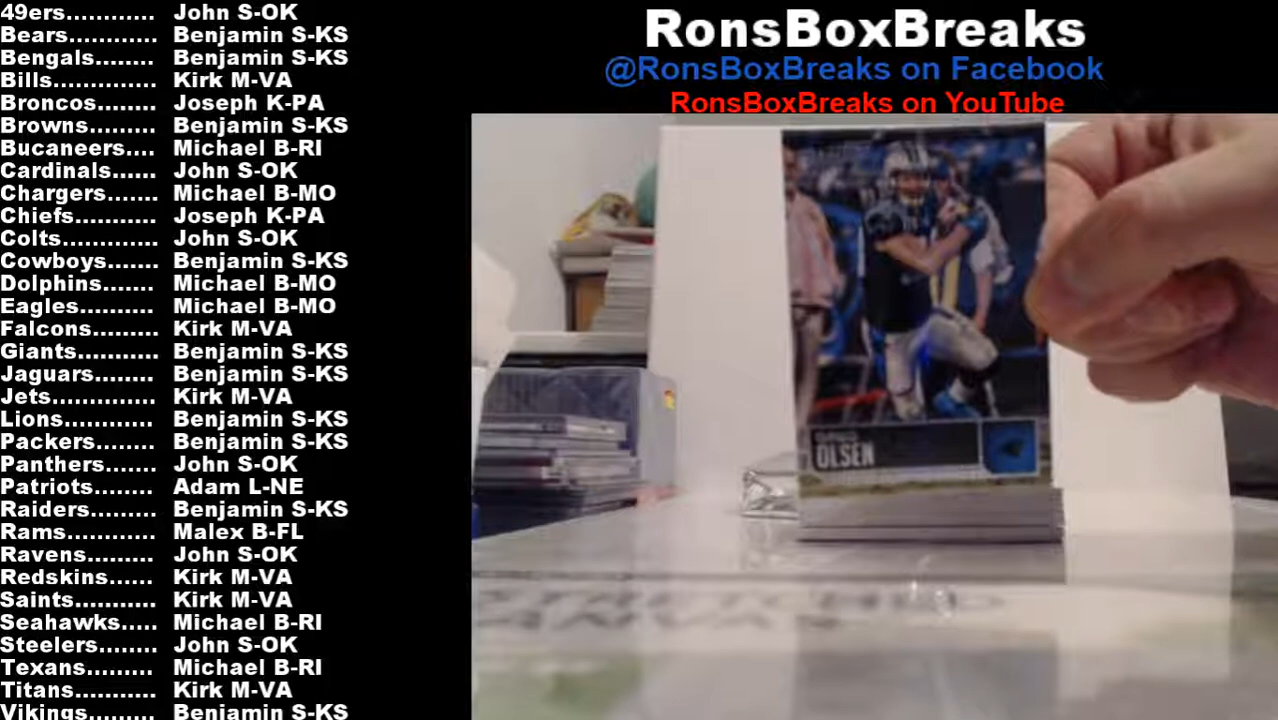 49ers............ John S-OK
Bears............ Benjamin S-KS
Bengals........ Benjamin S-KS
Bills............... Kirk M-VA
Broncos........ Joseph K-PA
Browns......... Benjamin S-KS
Bucaneers.... Michael B-RI
Cardinals...... John S-OK
Chargers....... Michael B-MO
Chiefs........... Joseph K-PA
Colts............. John S-OK
Cowboys....... Benjamin S-KS
Dolphins....... Michael B-MO
Eagles.......... Michael B-MO
Falcons......... Kirk M-VA
Giants........... Benjamin S-KS
Jaguars........ Benjamin S-KS
Jets.............. Kirk M-VA
Lions............ Benjamin S-KS
Packers........ Benjamin S-KS
Panthers....... John S-OK
Patriots......... Adam L-NE
Raiders......... Benjamin S-KS
Rams............ Malex B-FL
Ravens......... John S-OK
Redskins...... Kirk M-VA
Saints........... Kirk M-VA
Seahawks..... Michael B-RI
Steelers........ John S-OK
Texans......... Michael B-RI
Titans........... Kirk M-VA
Vikings......... Benjamin S-KS
RonsBoxBreaks
@RonsBoxBreaks on Facebook
RonsBoxBreaks on YouTube
OLSEN